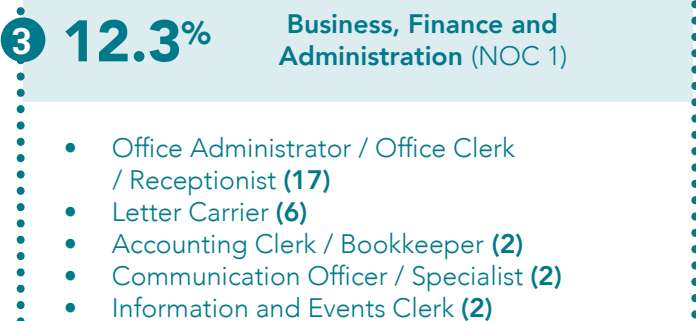 3 12.3% Business, Finance and
Administration (NOC 1)
• Office Administrator / Office Clerk
/ Receptionist (17)
• Letter Carrier (6)
• Accounting Clerk / Bookkeeper (2)
• Communication Officer / Specialist (2)
• Information and Events Clerk (2)